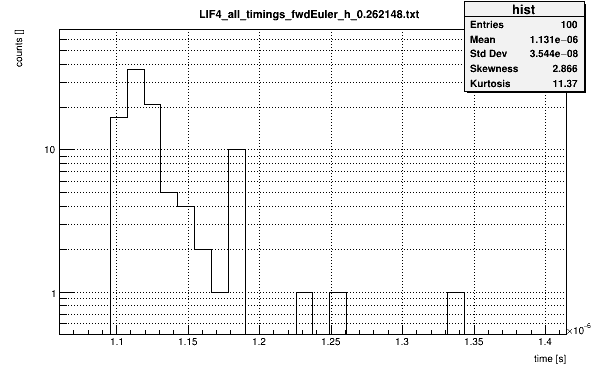 LIF4_all_timings_fwdEuler_h_0.262148.txt
hist
Entries 100
Mean 1.131e−06
Std Dev 3.544e−08
Skewness 2.866
Kurtosis 11.37
counts []
10
1
1.1 1.15 1.2 1.25 1.3 1.35 1.4
×10⁻⁶
time [s]